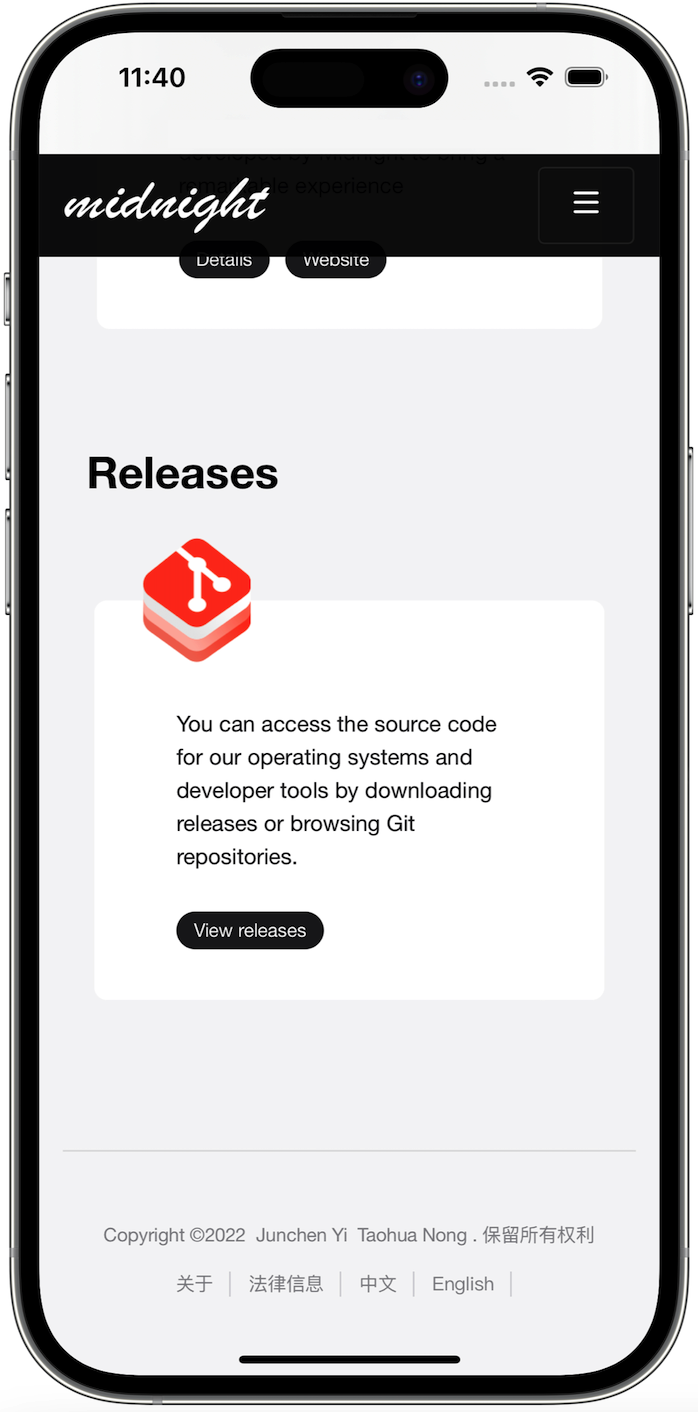 11:40
developed by Midnight to bring a
remarkable experience
midnight
Details Website
Releases
You can access the source code
for our operating systems and
developer tools by downloading
releases or browsing Git
repositories.
View releases
Copyright ©2022 Junchen Yi Taohua Nong . 保留所有权利
关于 | 法律信息 | 中文 | English |